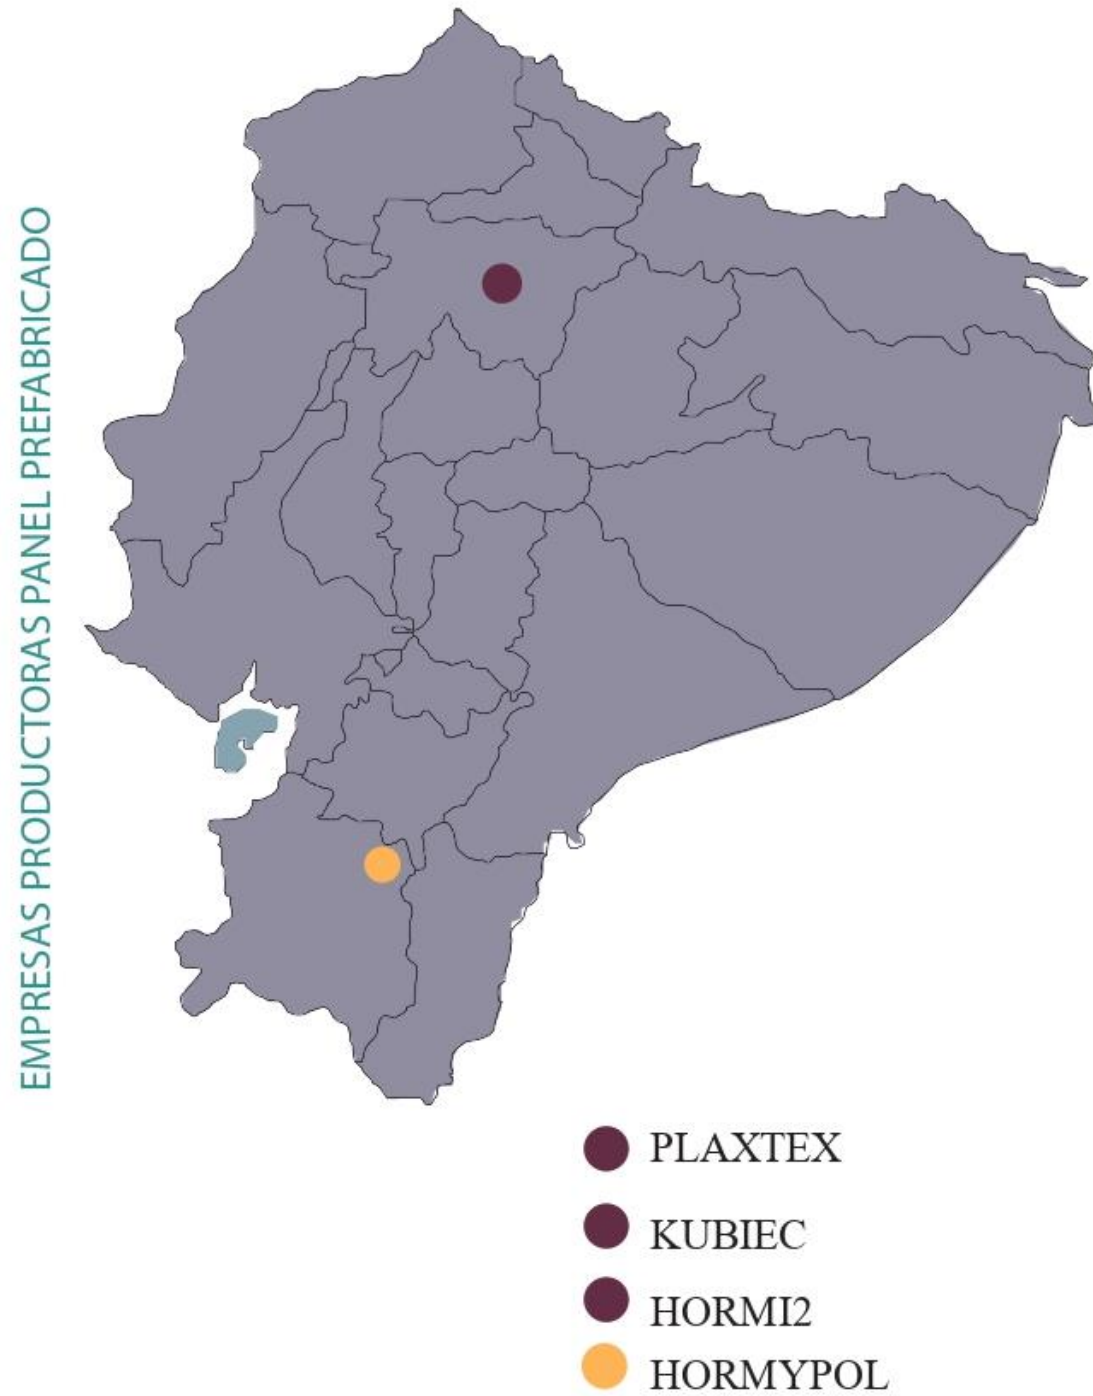 EMPRESAS PRODUCTORAS PANEL PREFABRICADO
PLAXTEX
KUBIEC
HORMI2
HORMYPOL